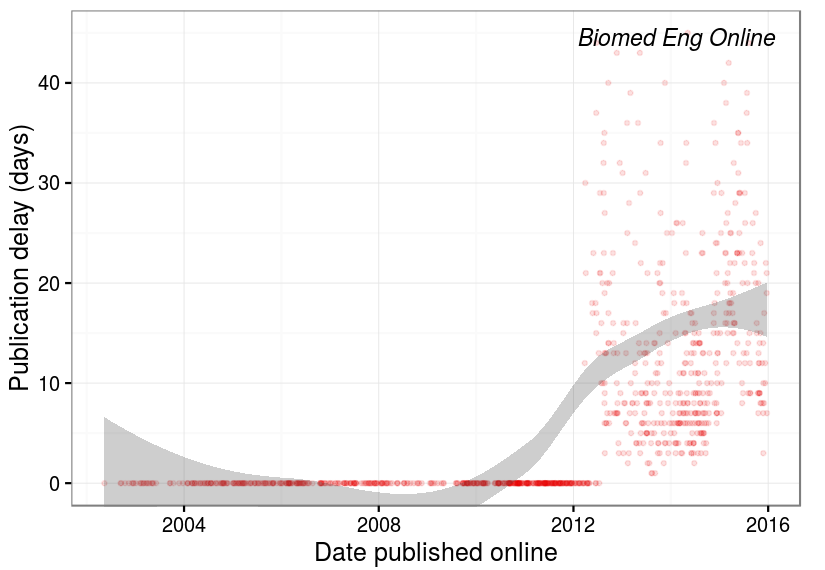 Biomed Eng Online
40
30
20
10
0
Publication delay (days)
2004 2008 2012 2016
Date published online